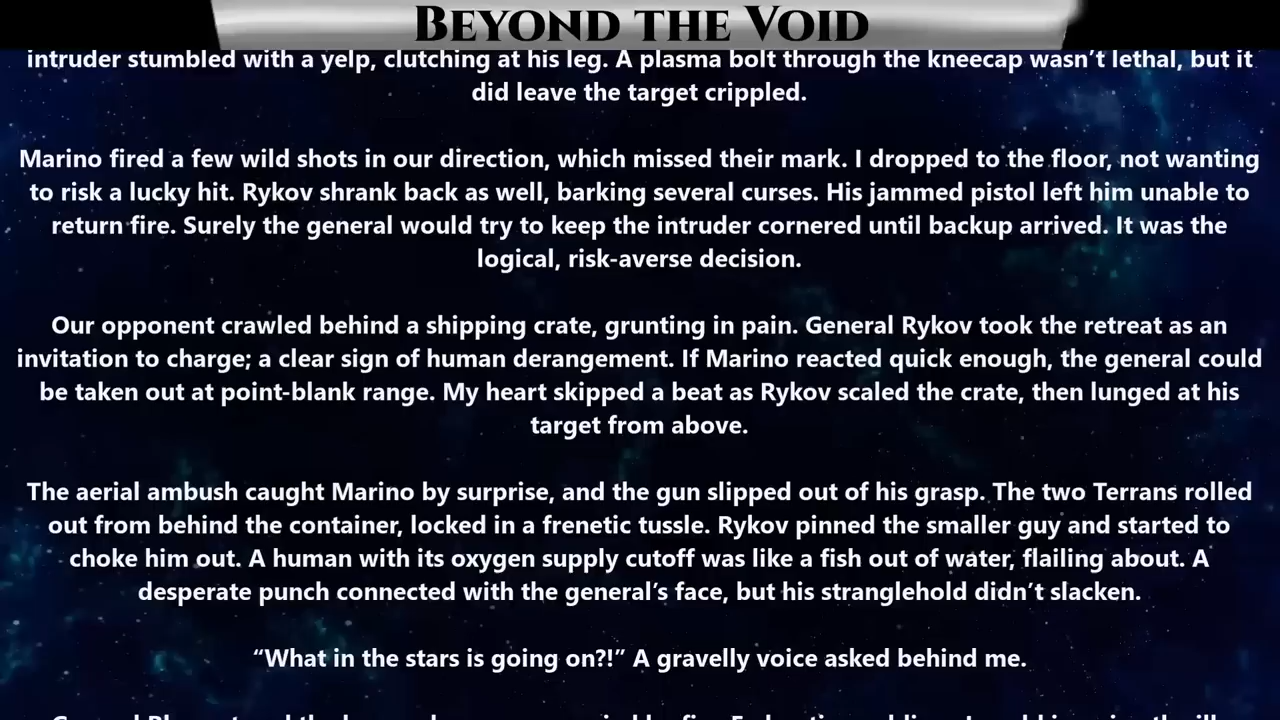 BEYOND THE VOID
intruder stumbled with a yelp, clutching at his leg. A plasma bolt through the kneecap wasn’t lethal, but it
did leave the target crippled.
Marino fired a few wild shots in our direction, which missed their mark. I dropped to the floor, not wanting
to risk a lucky hit. Rykov shrank back as well, barking several curses. His jammed pistol left him unable to
return fire. Surely the general would try to keep the intruder cornered until backup arrived. It was the
logical, risk-averse decision.
Our opponent crawled behind a shipping crate, grunting in pain. General Rykov took the retreat as an
invitation to charge; a clear sign of human derangement. If Marino reacted quick enough, the general could
be taken out at point-blank range. My heart skipped a beat as Rykov scaled the crate, then lunged at his
target from above.
The aerial ambush caught Marino by surprise, and the gun slipped out of his grasp. The two Terrans rolled
out from behind the container, locked in a frenetic tussle. Rykov pinned the smaller guy and started to
choke him out. A human with its oxygen supply cutoff was like a fish out of water, flailing about. A
desperate punch connected with the general’s face, but his stranglehold didn’t slacken.
“What in the stars is going on?!” A gravelly voice asked behind me.